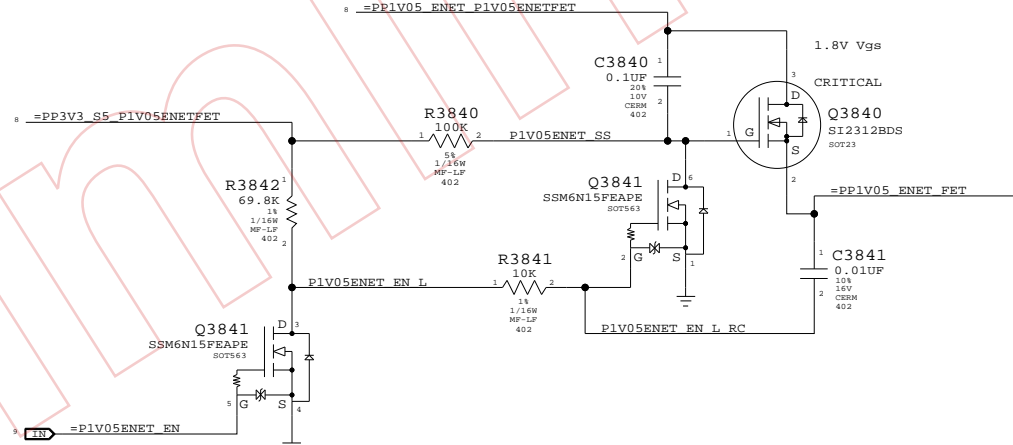 8 =PP1V05_ENET_P1V05ENETFET
1.8V Vgs
C3840 1
0.1UF
20%
10V
CERM
402
2
3
CRITICAL
D
Q3840
SI2312BDS
SOT23
G
S
1
2
8 =PP3V3_S5_P1V05ENETFET
R3840
100K
1 2
5%
1/16W
MF-LF
402
P1V05ENET_SS
R3842
69.8K
1%
1/16W
MF-LF
402
1
2
Q3841
SSM6N15FEAPE
SOT563
D 6
2 G S 1
=PP1V05_ENET_FET
C3841
0.01UF
10%
16V
CERM
402
1
2
R3841
10K
1 2
1%
1/16W
MF-LF
402
P1V05ENET_EN_L
P1V05ENET_EN_L_RC
Q3841
SSM6N15FEAPE
SOT563
D 3
5 G S 4
9 IN =P1V05ENET_EN